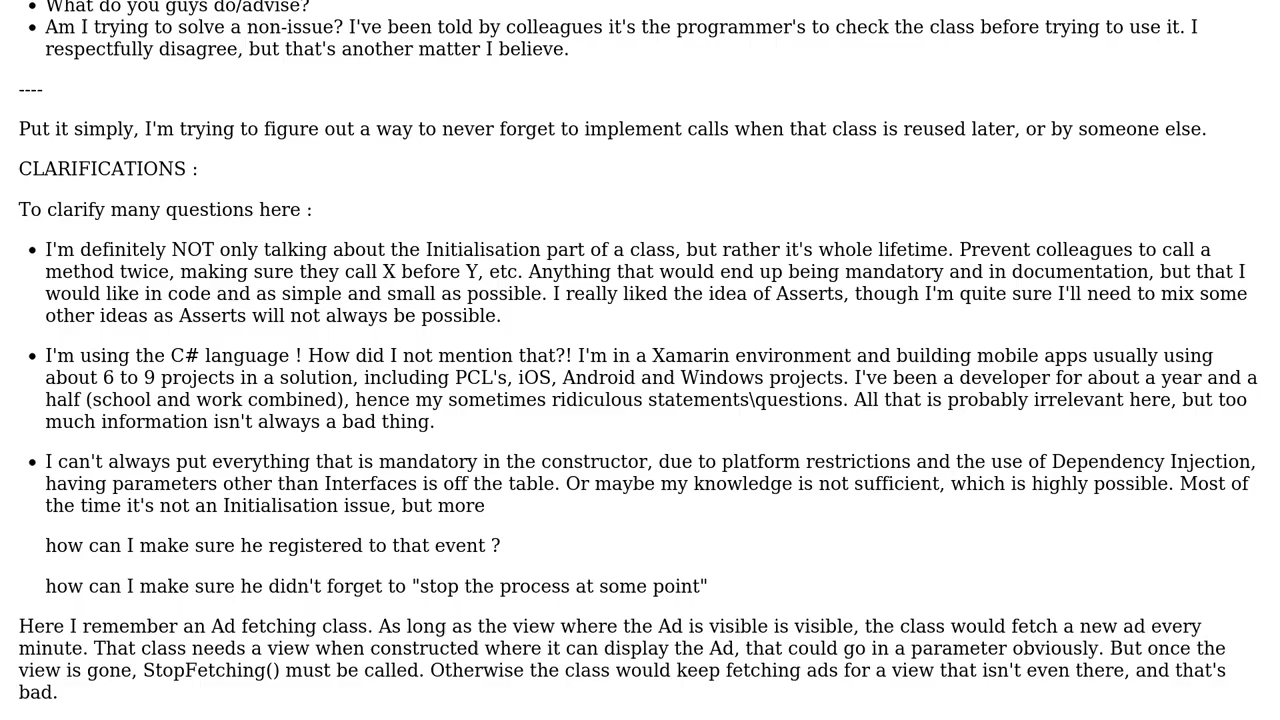 What do you guys do/advise?
Am I trying to solve a non-issue? I've been told by colleagues it's the programmer's to check the class before trying to use it. I
respectfully disagree, but that's another matter I believe.
----
Put it simply, I'm trying to figure out a way to never forget to implement calls when that class is reused later, or by someone else.
CLARIFICATIONS :
To clarify many questions here :
I'm definitely NOT only talking about the Initialisation part of a class, but rather it's whole lifetime. Prevent colleagues to call a
method twice, making sure they call X before Y, etc. Anything that would end up being mandatory and in documentation, but that I
would like in code and as simple and small as possible. I really liked the idea of Asserts, though I'm quite sure I'll need to mix some
other ideas as Asserts will not always be possible.
I'm using the C# language ! How did I not mention that?! I'm in a Xamarin environment and building mobile apps usually using
about 6 to 9 projects in a solution, including PCL's, iOS, Android and Windows projects. I've been a developer for about a year and a
half (school and work combined), hence my sometimes ridiculous statements\questions. All that is probably irrelevant here, but too
much information isn't always a bad thing.
I can't always put everything that is mandatory in the constructor, due to platform restrictions and the use of Dependency Injection,
having parameters other than Interfaces is off the table. Or maybe my knowledge is not sufficient, which is highly possible. Most of
the time it's not an Initialisation issue, but more
how can I make sure he registered to that event ?
how can I make sure he didn't forget to "stop the process at some point"
Here I remember an Ad fetching class. As long as the view where the Ad is visible is visible, the class would fetch a new ad every
minute. That class needs a view when constructed where it can display the Ad, that could go in a parameter obviously. But once the
view is gone, StopFetching() must be called. Otherwise the class would keep fetching ads for a view that isn't even there, and that's
bad.